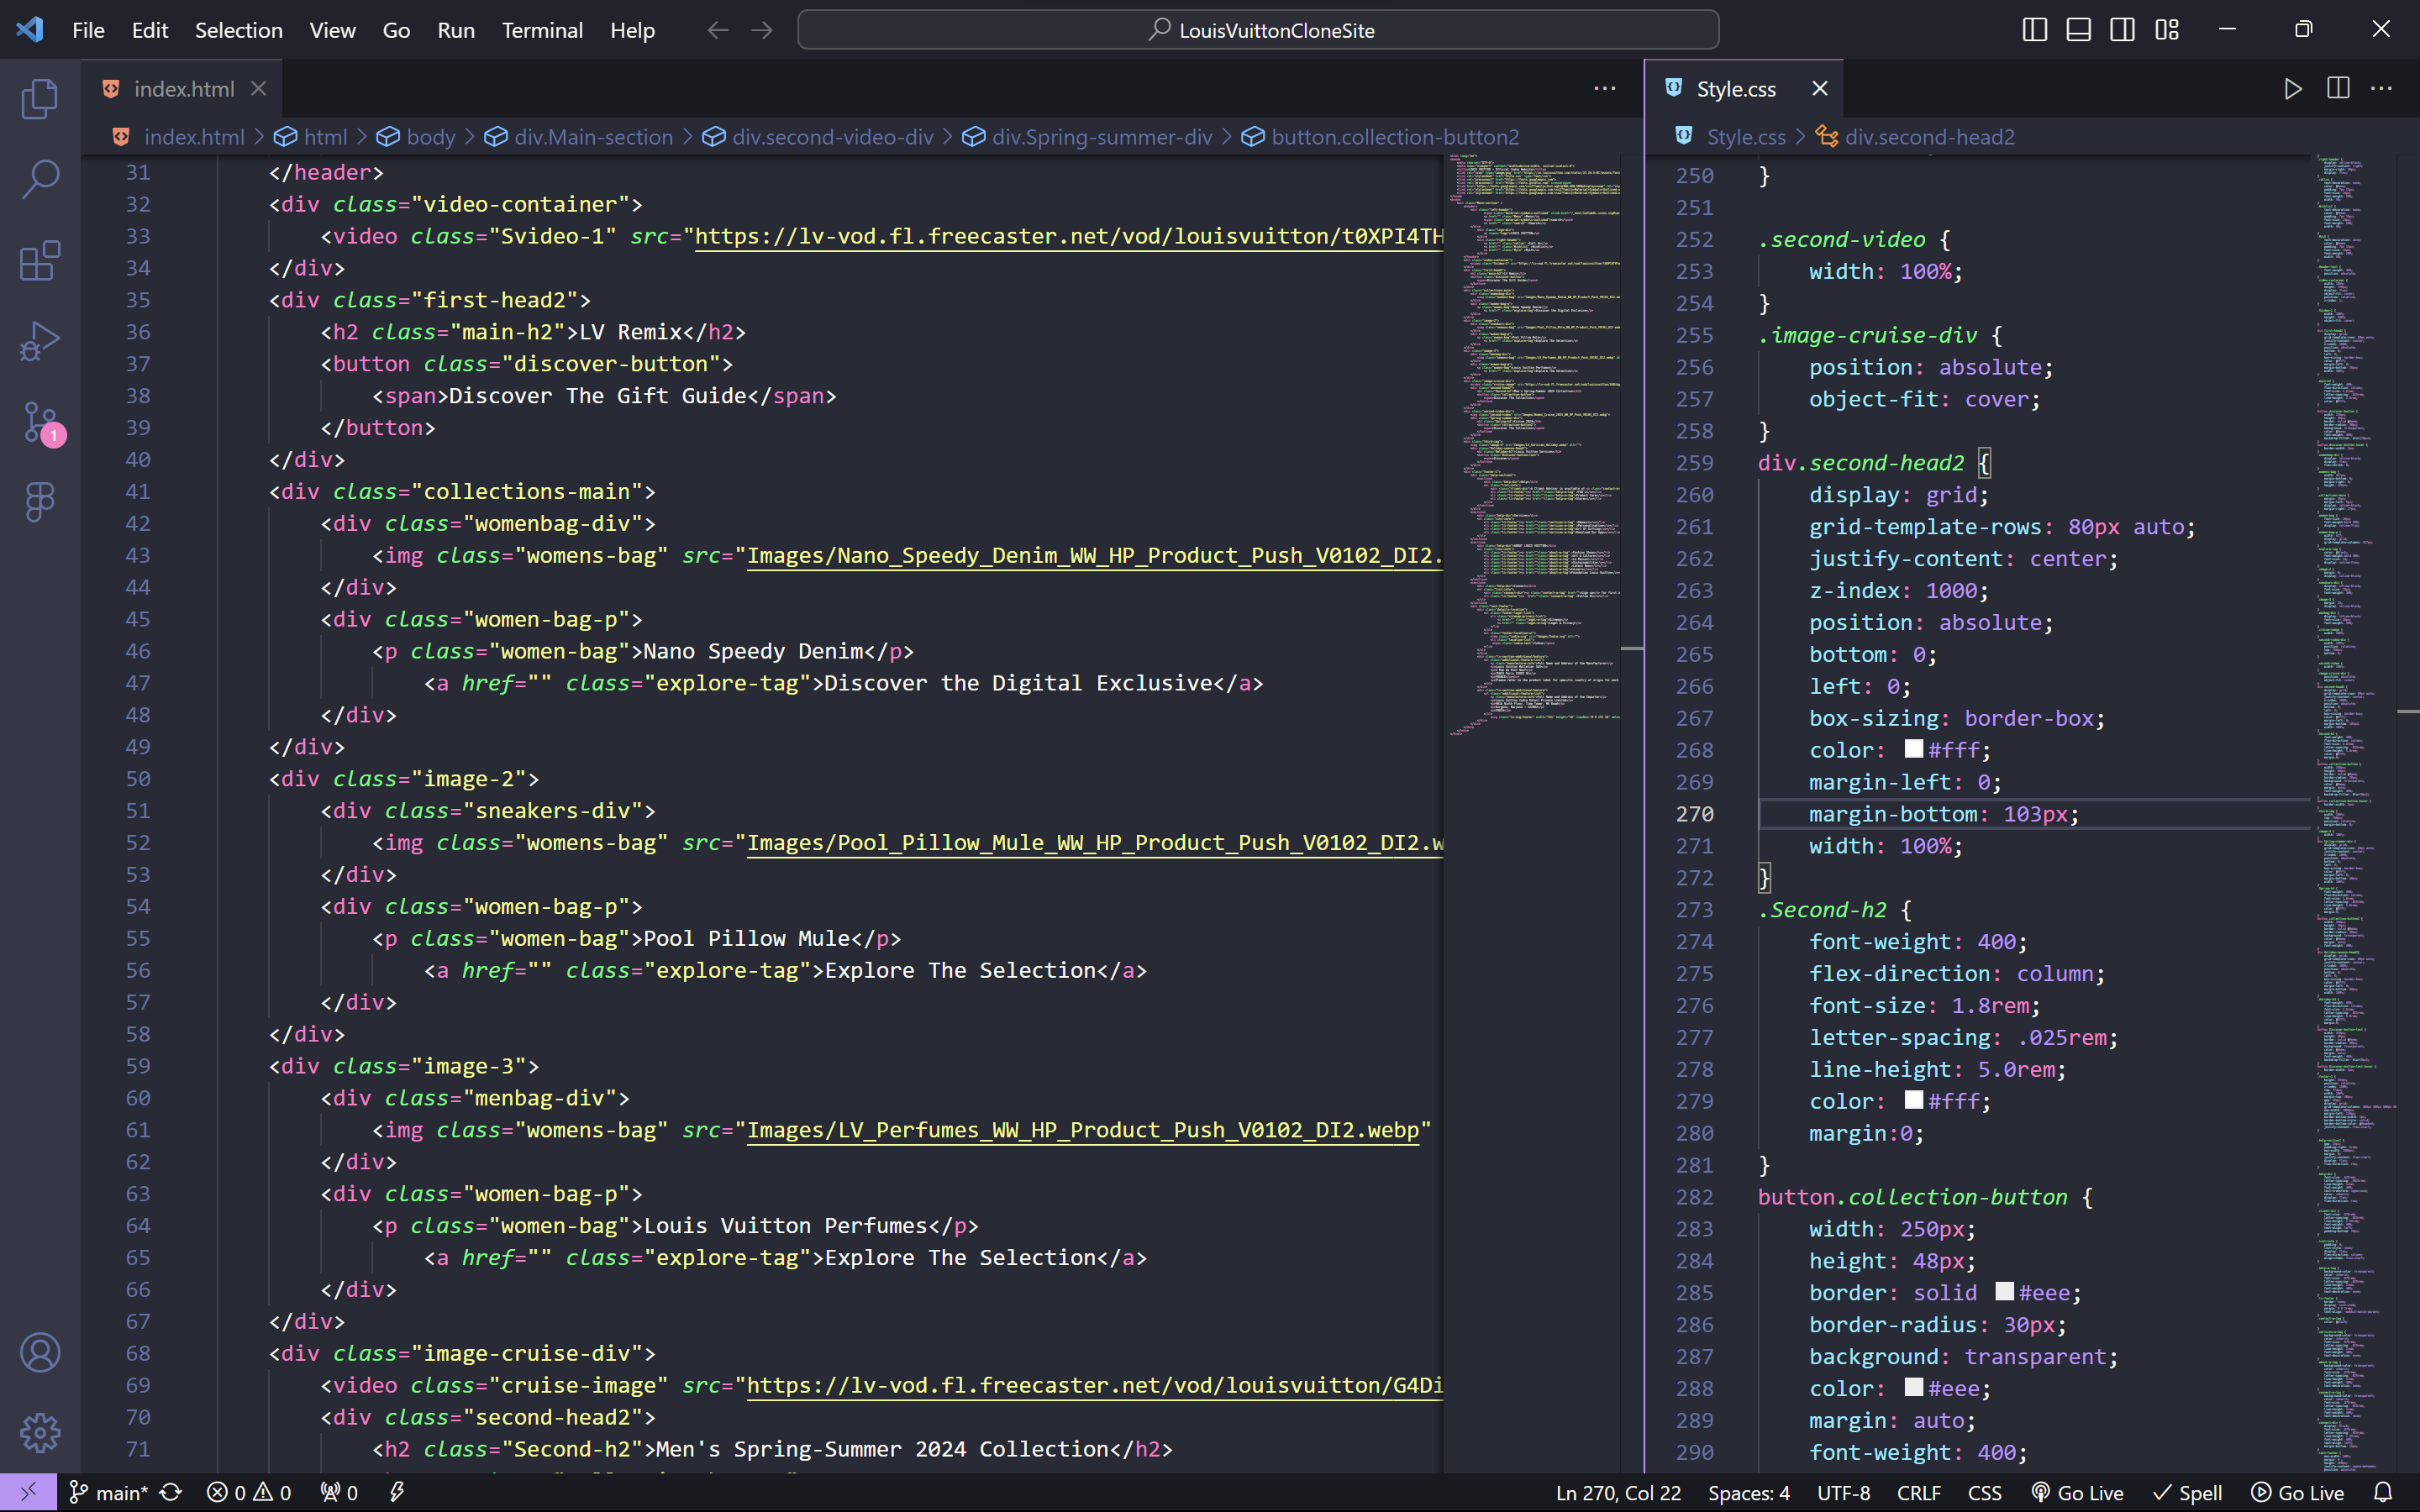 File Edit Selection View Go Run Terminal Help LouisVuittonCloneSite
index.html
index.html > html > body > div.Main-section > div.second-video-div > div.Spring-summer-div > button.collection-button2
31 </header>
32 <div class="video-container">
33 <video class="Svideo-1" src="https://lv-vod.fl.freecaster.net/vod/louisvuitton/t0XPI4TH
34 </div>
35 <div class="first-head2">
36 <h2 class="main-h2">LV Remix</h2>
37 <button class="discover-button">
38 <span>Discover The Gift Guide</span>
39 </button>
40 </div>
41 <div class="collections-main">
42 <div class="womenbag-div">
43 <img class="womens-bag" src="Images/Nano_Speedy_Denim_WW_HP_Product_Push_V0102_DI2.
44 </div>
45 <div class="women-bag-p">
46 <p class="women-bag">Nano Speedy Denim</p>
47 <a href="" class="explore-tag">Discover the Digital Exclusive</a>
48 </div>
49 </div>
50 <div class="image-2">
51 <div class="sneakers-div">
52 <img class="womens-bag" src="Images/Pool_Pillow_Mule_WW_HP_Product_Push_V0102_DI2.w
53 </div>
54 <div class="women-bag-p">
55 <p class="women-bag">Pool Pillow Mule</p>
56 <a href="" class="explore-tag">Explore The Selection</a>
57 </div>
58 </div>
59 <div class="image-3">
60 <div class="menbag-div">
61 <img class="womens-bag" src="Images/LV_Perfumes_WW_HP_Product_Push_V0102_DI2.webp"
62 </div>
63 <div class="women-bag-p">
64 <p class="women-bag">Louis Vuitton Perfumes</p>
65 <a href="" class="explore-tag">Explore The Selection</a>
66 </div>
67 </div>
68 <div class="image-cruise-div">
69 <video class="cruise-image" src="https://lv-vod.fl.freecaster.net/vod/louisvuitton/G4Di
70 <div class="second-head2">
71 <h2 class="Second-h2">Men's Spring-Summer 2024 Collection</h2>
Style.css
Style.css > div.second-head2
250 }
251
252 .second-video {
253 width: 100%;
254 }
255 .image-cruise-div {
256 position: absolute;
257 object-fit: cover;
258 }
259 div.second-head2 {
260 display: grid;
261 grid-template-rows: 80px auto;
262 justify-content: center;
263 z-index: 1000;
264 position: absolute;
265 bottom: 0;
266 left: 0;
267 box-sizing: border-box;
268 color: #fff;
269 margin-left: 0;
270 margin-bottom: 103px;
271 width: 100%;
272 }
273 .Second-h2 {
274 font-weight: 400;
275 flex-direction: column;
276 font-size: 1.8rem;
277 letter-spacing: .025rem;
278 line-height: 5.0rem;
279 color: #fff;
280 margin:0;
281 }
282 button.collection-button {
283 width: 250px;
284 height: 48px;
285 border: solid #eee;
286 border-radius: 30px;
287 background: transparent;
288 color: #eee;
289 margin: auto;
290 font-weight: 400;
1
main* 0 0 0 Ln 270, Col 22 Spaces: 4 UTF-8 CRLF CSS Go Live Spell Go Live